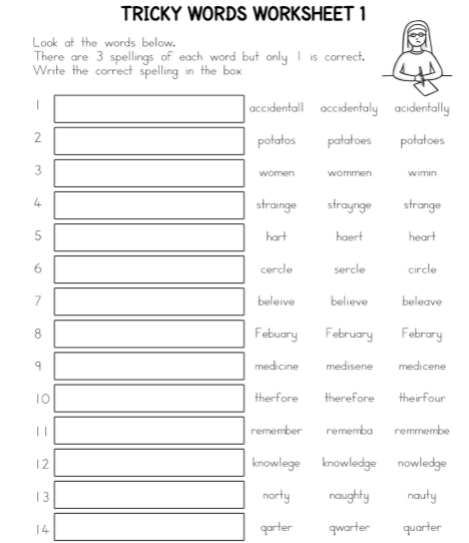 TRICKY WORDS WORKSHEET 1
Look at the words below.
There are 3 spellings of each word but only 1 is correct.
Write the correct spelling in the box
1 accidentall accidentaly acidentally
2 potatos patatoes potatoes
3 women wommen wimin
4 strainge straynge strange
5 hart haert heart
6 cercle sercle circle
7 beleive believe beleave
8 Febuary February Febrary
9 medicine medisene medicene
10 therfore therefore theirfour
11 remember rememba remmembe
12 knowlege knowledge nowledge
13 norty naughty nauty
14 qarter qwarter quarter